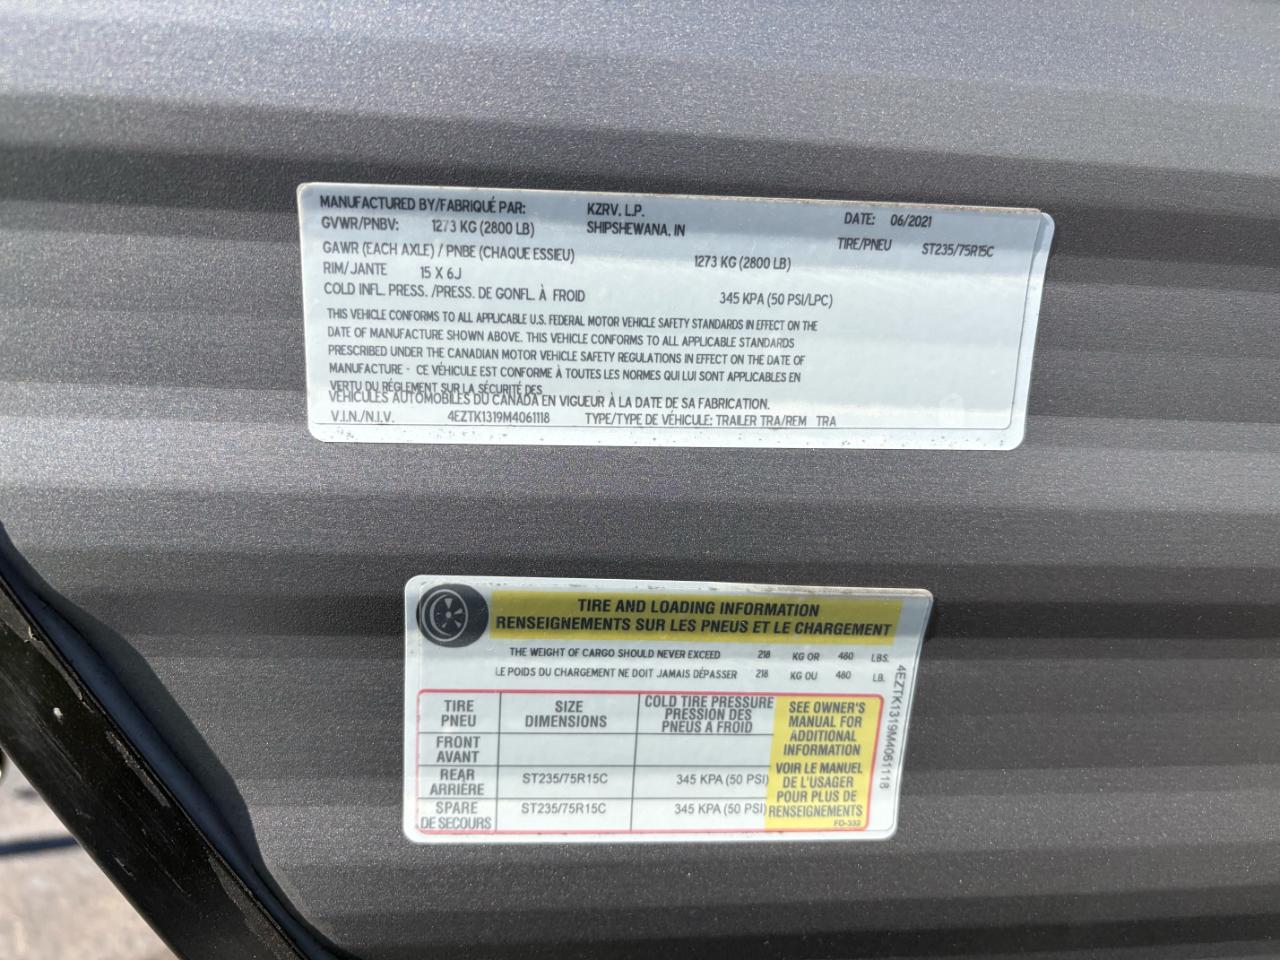 MANUFACTURED BY/FABRIQUÉ PAR: KZRV, L.P. DATE: 06/2021
GVWR/PNBV: 1273 KG (2800 LB) SHIPSHEWANA, IN TIRE/PNEU ST235/75R15C
GAWR (EACH AXLE) / PNBE (CHAQUE ESSIEU) 1273 KG (2800 LB)
RIM/JANTE 15 X 6J
COLD INFL. PRESS. /PRESS. DE GONFL. À FROID 345 KPA (50 PSI/LPC)
THIS VEHICLE CONFORMS TO ALL APPLICABLE U.S. FEDERAL MOTOR VEHICLE SAFETY STANDARDS IN EFFECT ON THE
DATE OF MANUFACTURE SHOWN ABOVE. THIS VEHICLE CONFORMS TO ALL APPLICABLE STANDARDS
PRESCRIBED UNDER THE CANADIAN MOTOR VEHICLE SAFETY REGULATIONS IN EFFECT ON THE DATE OF
MANUFACTURE - CE VÉHICULE EST CONFORME À TOUTES LES NORMES QUI LUI SONT APPLICABLES EN
VERTU DU RÉGLEMENT SUR LA SÉCURITÉ DES
VÉHICULES AUTOMOBILES DU CANADA EN VIGUEUR À LA DATE DE SA FABRICATION.
V.I.N./N.I.V. 4EZTK1319M4061118 TYPE/TYPE DE VÉHICULE: TRAILER TRA/REM TRA
TIRE AND LOADING INFORMATION
RENSEIGNEMENTS SUR LES PNEUS ET LE CHARGEMENT
THE WEIGHT OF CARGO SHOULD NEVER EXCEED 218 KG OR 480 LBS.
LE POIDS DU CHARGEMENT NE DOIT JAMAIS DÉPASSER 218 KG OU 480 LB.
TIRE
PNEU
SIZE
DIMENSIONS
COLD TIRE PRESSURE
PRESSION DES
PNEUS A FROID
FRONT
AVANT
REAR
ARRIÈRE
ST235/75R15C
345 KPA (50 PSI)
SPARE
DE SECOURS
ST235/75R15C
345 KPA (50 PSI)
SEE OWNER'S
MANUAL FOR
ADDITIONAL
INFORMATION
VOIR LE MANUEL
DE L'USAGER
POUR PLUS DE
RENSEIGNEMENTS
FD-332
4EZTK1319M4061118